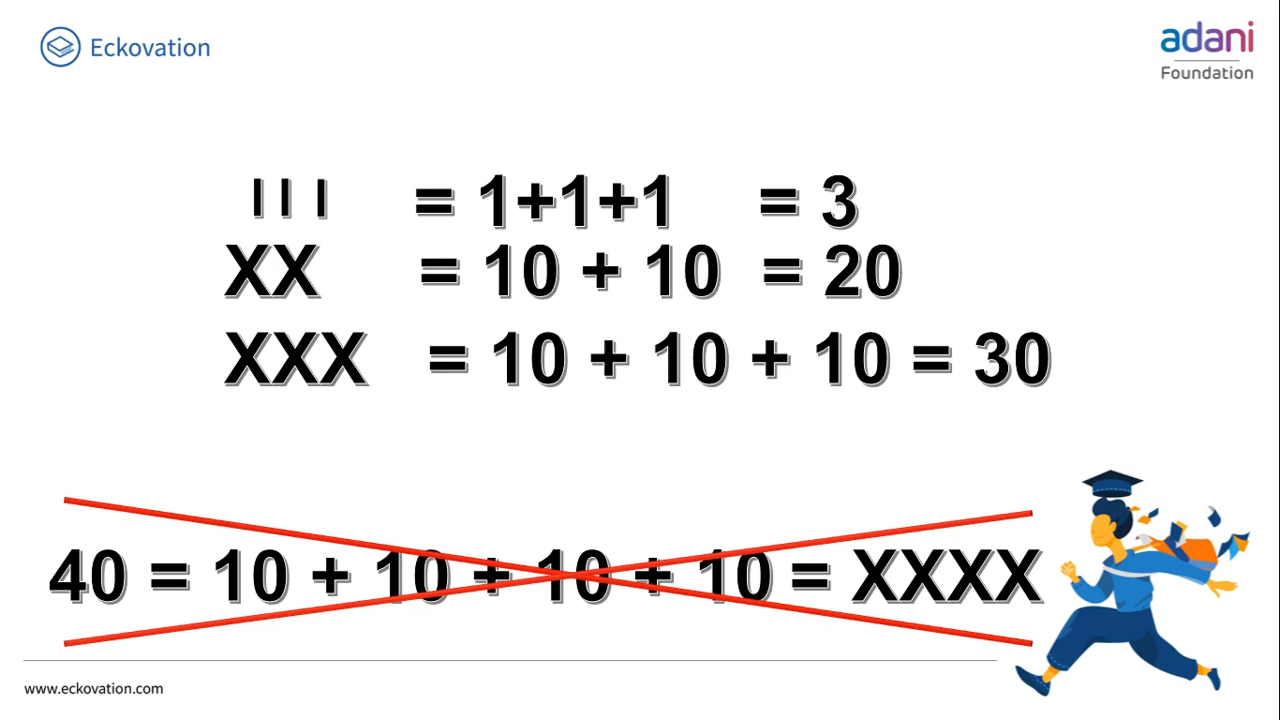 Eckovation
adani
Foundation
III = 1+1+1 = 3
XX = 10 + 10 = 20
XXX = 10 + 10 + 10 = 30
40 = 10 + 10 + 10 + 10 = XXXX
www.eckovation.com